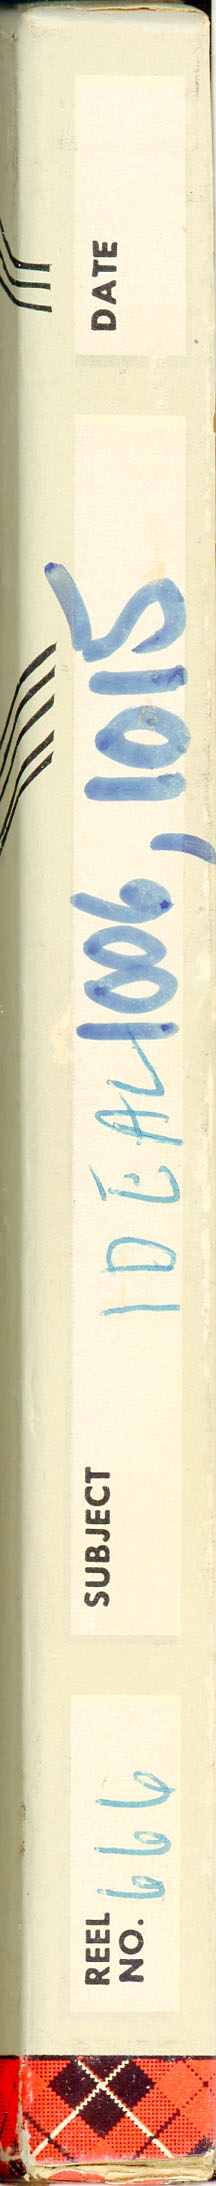 REEL NO. 666
SUBJECT IDEAL 1006, 1015
DATE